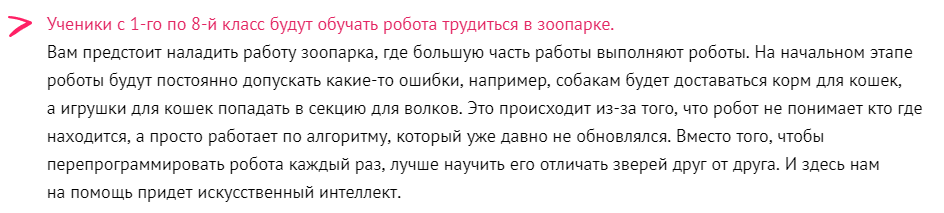 Ученики с 1-го по 8-й класс будут обучать робота трудиться в зоопарке.
Вам предстоит наладить работу зоопарка, где большую часть работы выполняют роботы. На начальном этапе
роботы будут постоянно допускать какие-то ошибки, например, собакам будет доставаться корм для кошек,
а игрушки для кошек попадать в секцию для волков. Это происходит из-за того, что робот не понимает кто где
находится, а просто работает по алгоритму, который уже давно не обновлялся. Вместо того, чтобы
перепрограммировать робота каждый раз, лучше научить его отличать зверей друг от друга. И здесь нам
на помощь придет искусственный интеллект.